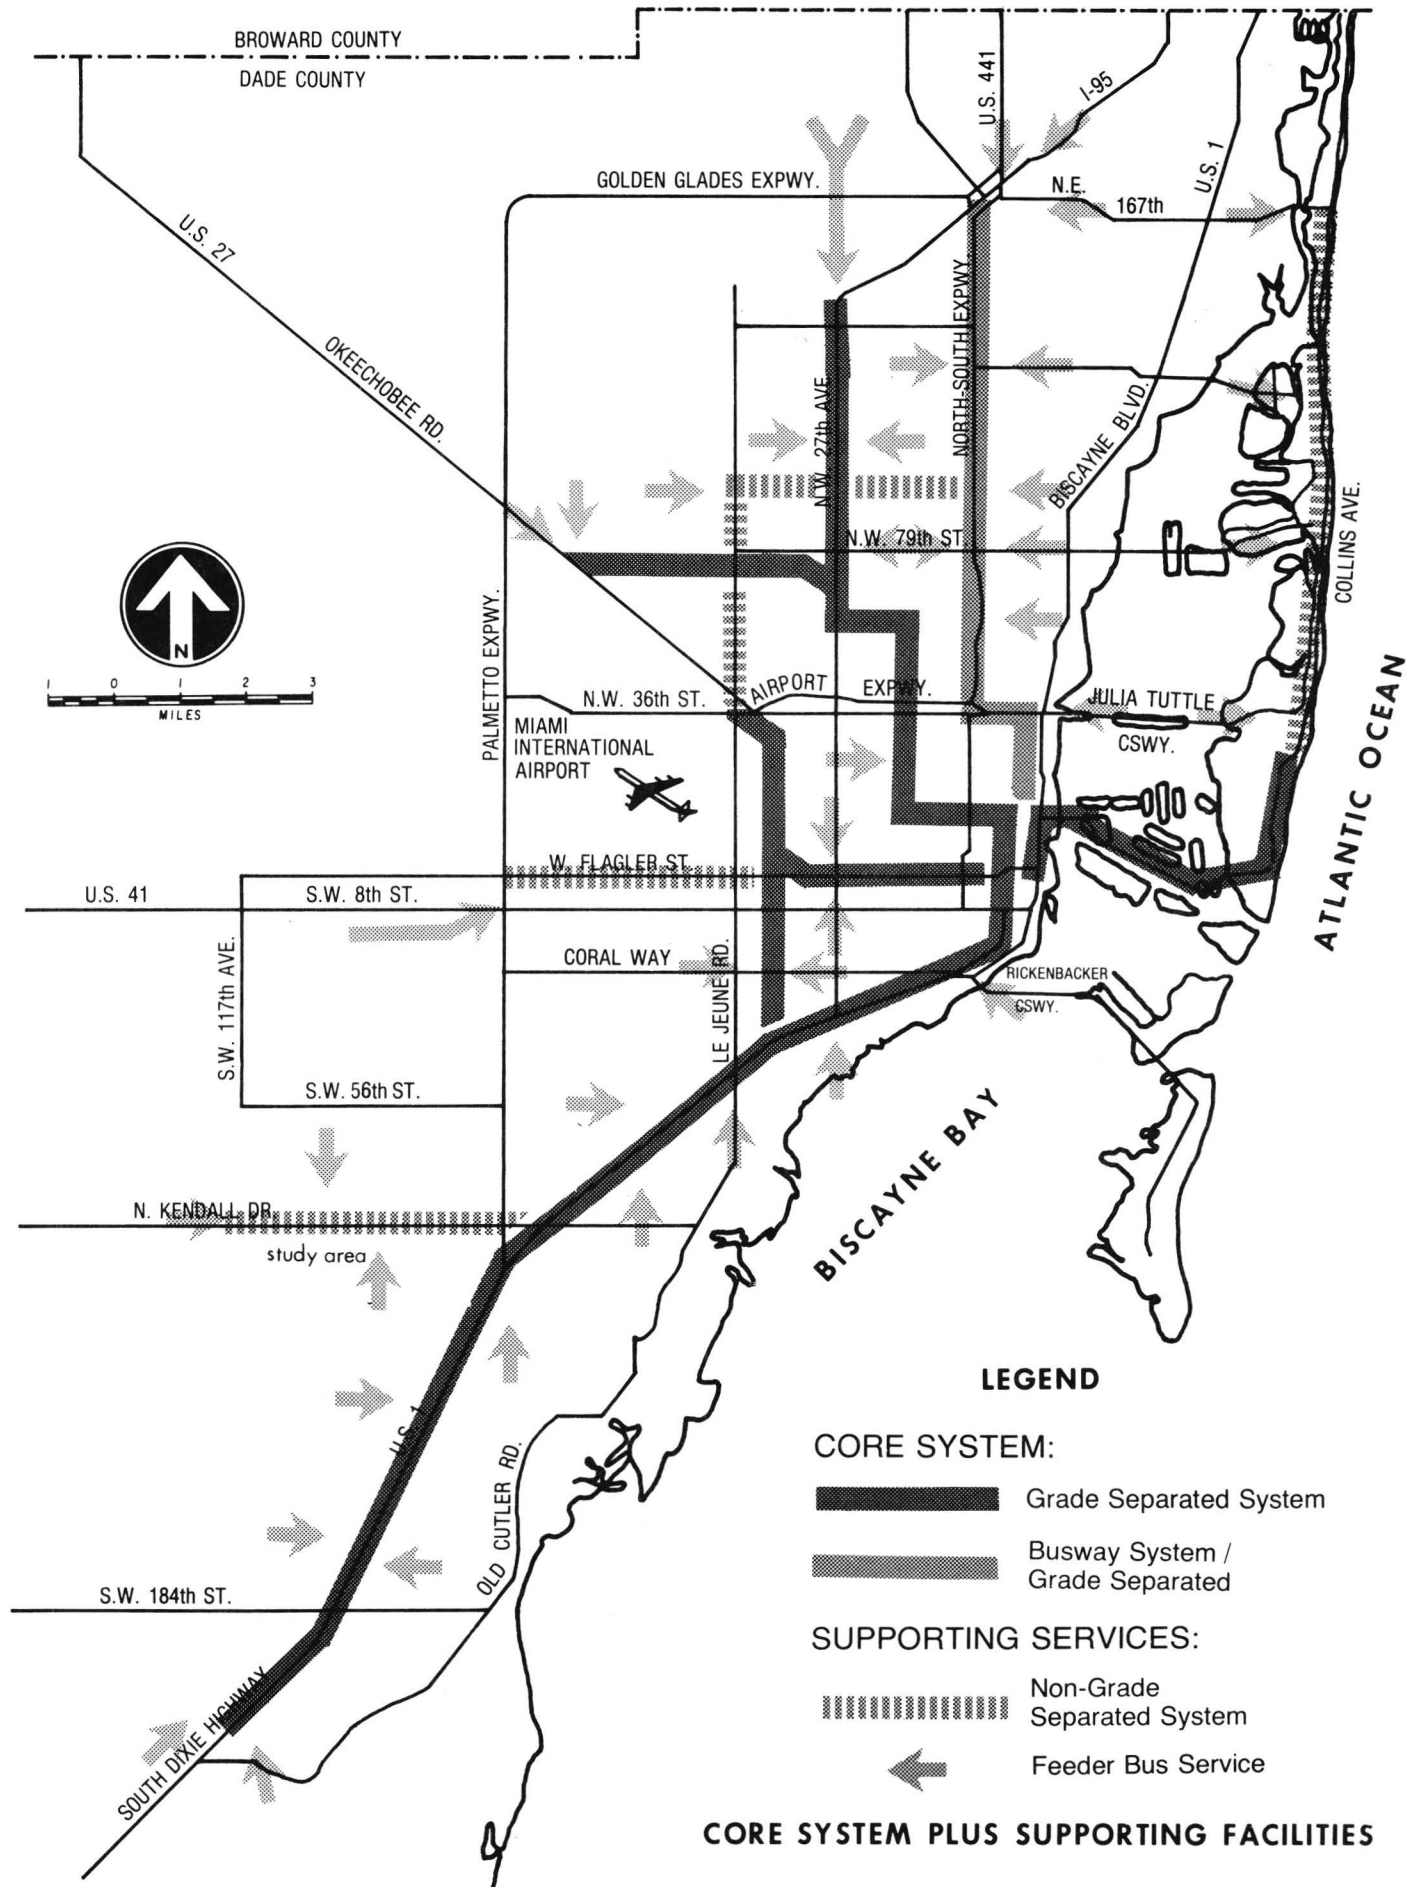 BROWARD COUNTY
DADE COUNTY
U.S. 441
I-95
U.S. 1
GOLDEN GLADES EXPWY.
N.E.
167th
U.S. 27
OKEECHOBEE RD.
N.W. 27th AVE.
NORTH-SOUTH EXPWY.
BISCAYNE BLVD.
N.W. 79th ST.
COLLINS AVE.
N
1 0 1 2 3
MILES
PALMETTO EXPWY.
N.W. 36th ST.
AIRPORT EXPWY.
JULIA TUTTLE
CSWY.
MIAMI
INTERNATIONAL
AIRPORT
ATLANTIC OCEAN
W. FLAGLER ST.
U.S. 41
S.W. 8th ST.
S.W. 117th AVE.
CORAL WAY
LE JEUNE RD.
RICKENBACKER
CSWY.
S.W. 56th ST.
BISCAYNE BAY
N. KENDALL DR.
study area
U.S. 1
OLD CUTLER RD.
S.W. 184th ST.
SOUTH DIXIE HIGHWAY
LEGEND
CORE SYSTEM:
Grade Separated System
Busway System /
Grade Separated
SUPPORTING SERVICES:
Non-Grade
Separated System
Feeder Bus Service
CORE SYSTEM PLUS SUPPORTING FACILITIES